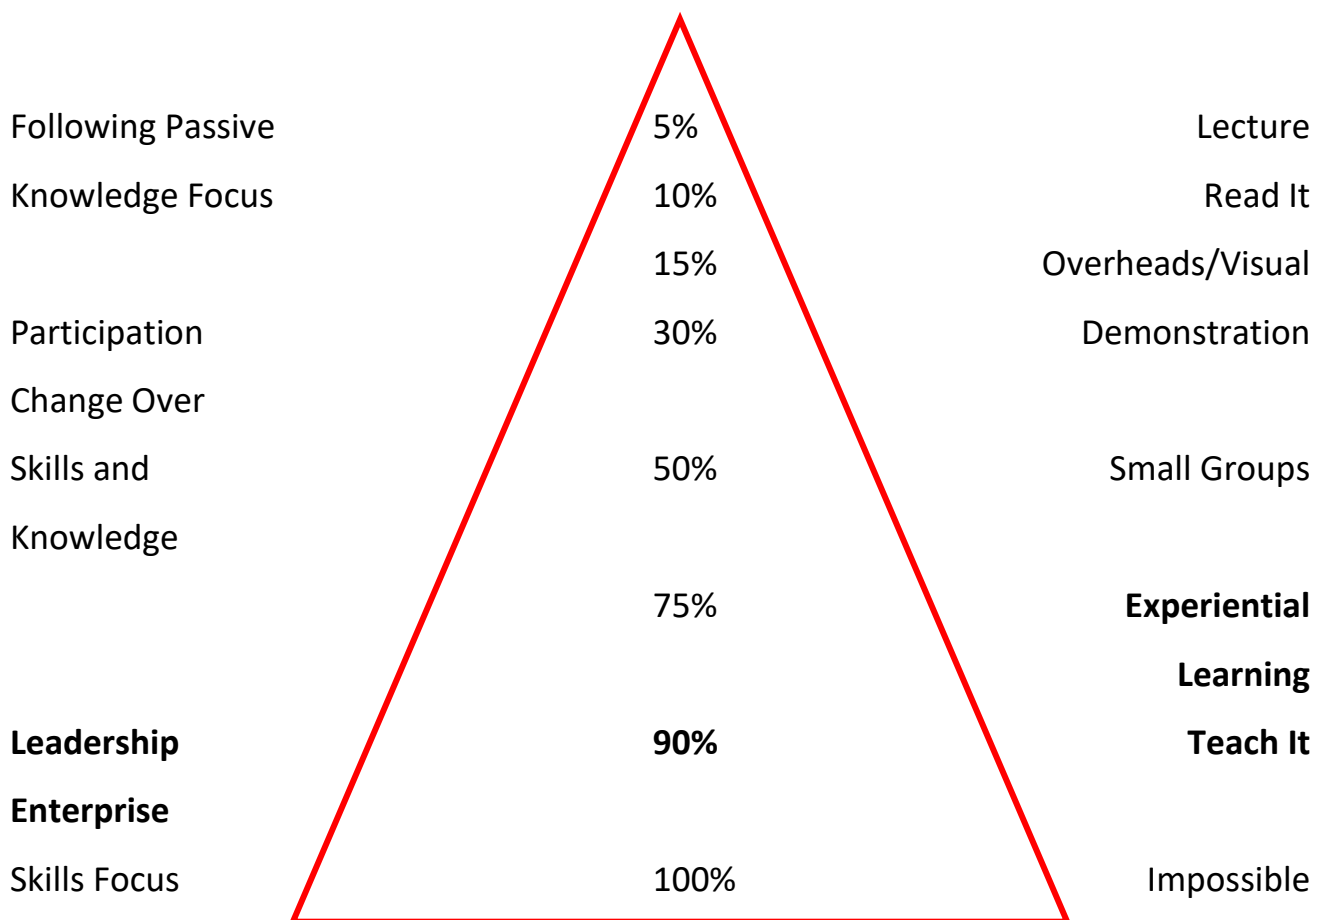 Following Passive 5% Lecture
Knowledge Focus 10% Read It
15% Overheads/Visual
Participation 30% Demonstration
Change Over
Skills and 50% Small Groups
Knowledge
75% Experiential
Learning
Leadership 90% Teach It
Enterprise
Skills Focus 100% Impossible